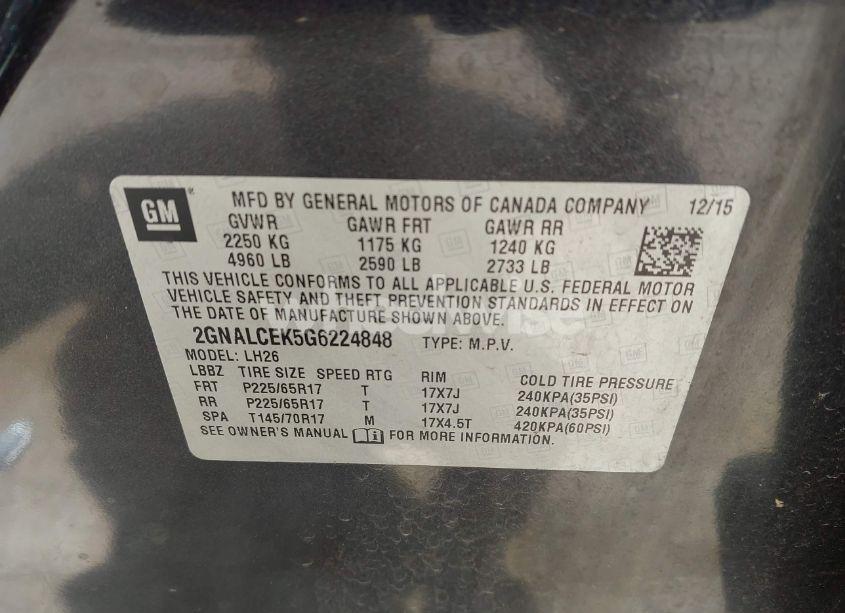 GM
MFD BY GENERAL MOTORS OF CANADA COMPANY 12/15
GVWR GAWR FRT GAWR RR
2250 KG 1175 KG 1240 KG
4960 LB 2590 LB 2733 LB
THIS VEHICLE CONFORMS TO ALL APPLICABLE U.S. FEDERAL MOTOR
VEHICLE SAFETY AND THEFT PREVENTION STANDARDS IN EFFECT ON
THE DATE OF MANUFACTURE SHOWN ABOVE.
2GNALCEK5G6224848 TYPE: M.P.V.
MODEL: LH26
LBBZ TIRE SIZE SPEED RTG RIM COLD TIRE PRESSURE
FRT P225/65R17 T 17X7J 240KPA(35PSI)
RR P225/65R17 T 17X7J 240KPA(35PSI)
SPA T145/70R17 M 17X4.5T 420KPA(60PSI)
SEE OWNER'S MANUAL FOR MORE INFORMATION.